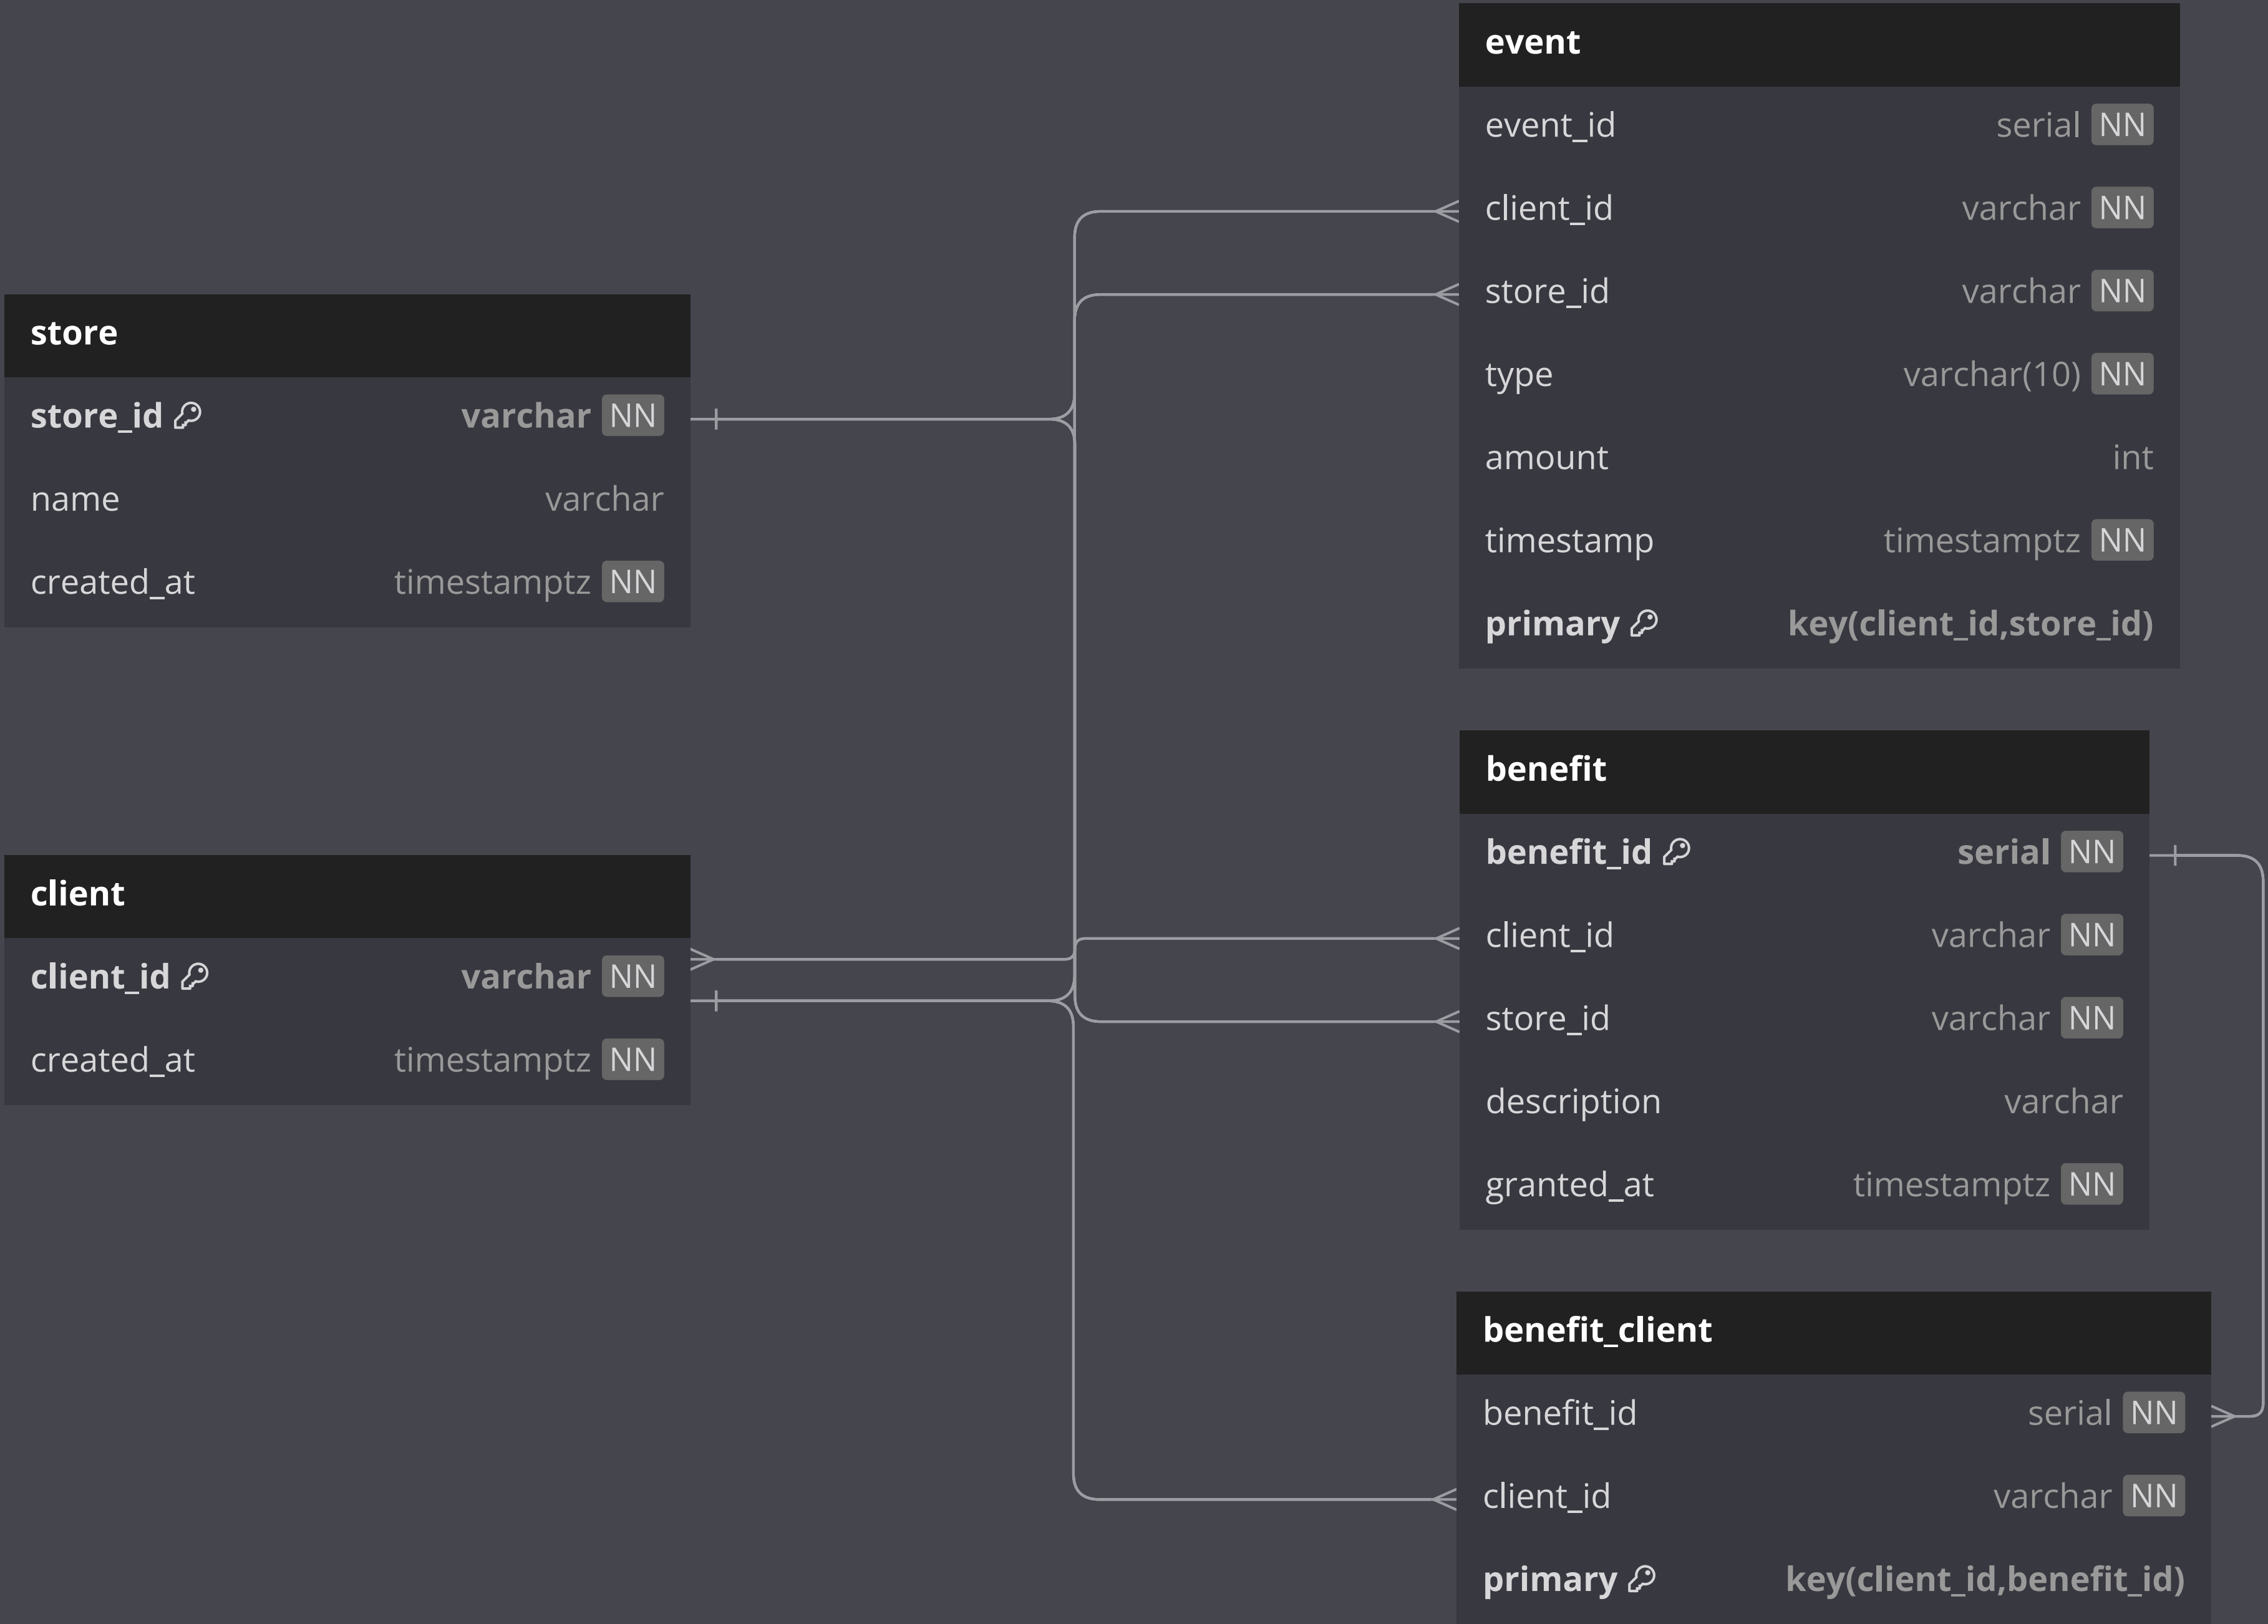 store
store_id varchar NN
name varchar
created_at timestamptz NN
client
client_id varchar NN
created_at timestamptz NN
event
event_id serial NN
client_id varchar NN
store_id varchar NN
type varchar(10) NN
amount int
timestamp timestamptz NN
primary key(client_id,store_id)
benefit
benefit_id serial NN
client_id varchar NN
store_id varchar NN
description varchar
granted_at timestamptz NN
benefit_client
benefit_id serial NN
client_id varchar NN
primary key(client_id,benefit_id)